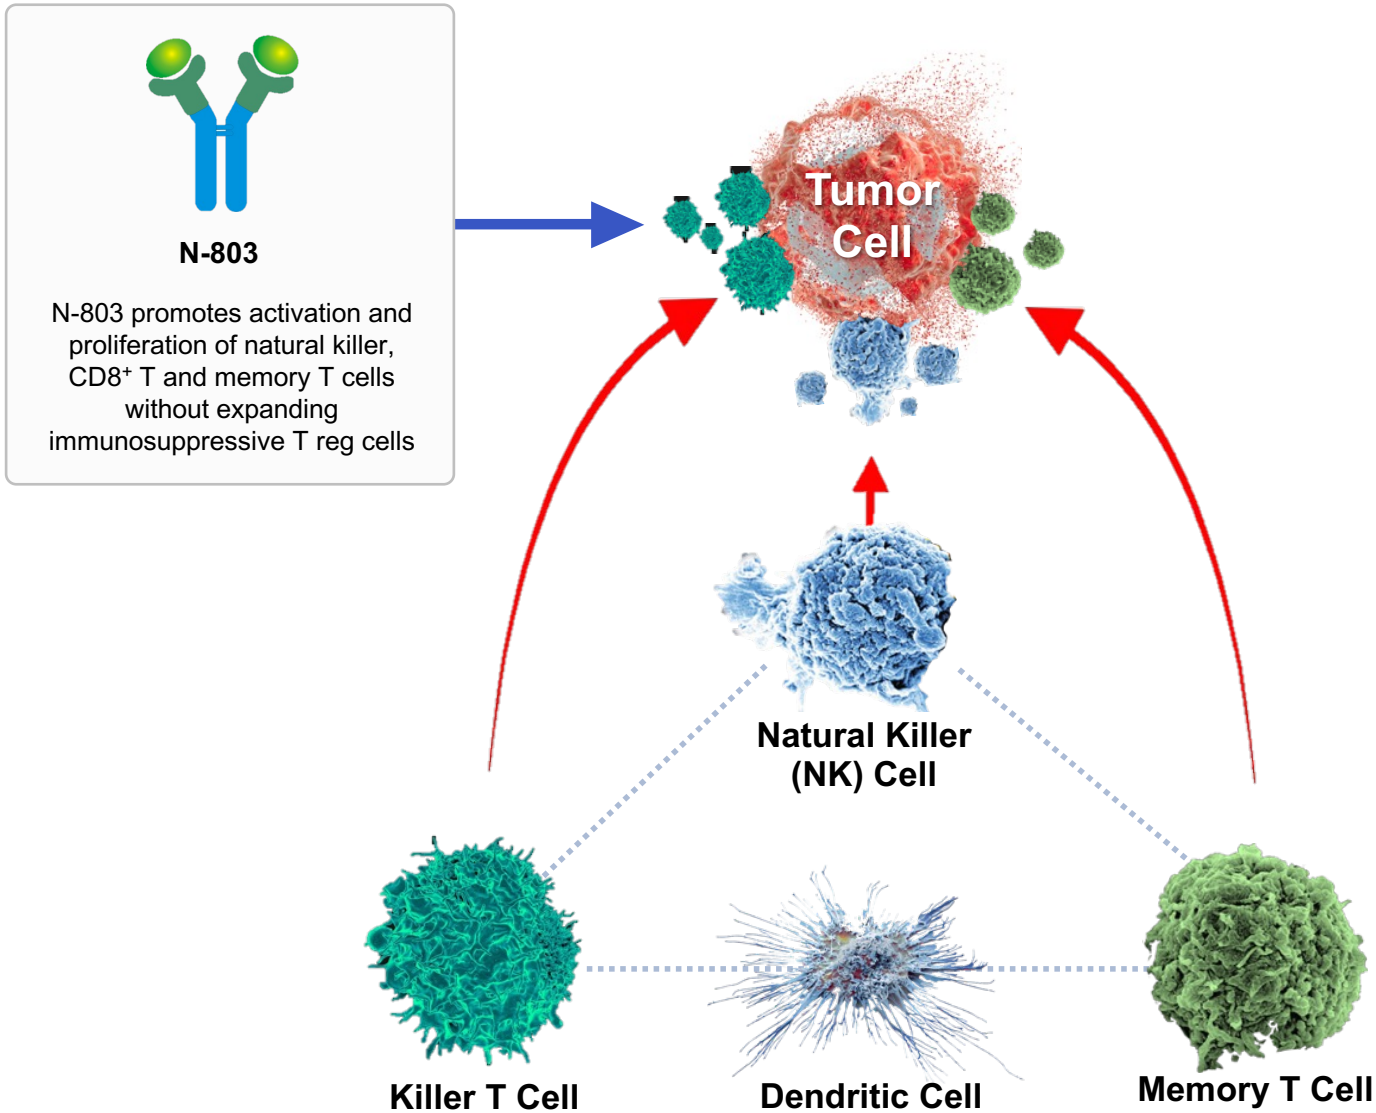 N-803
N-803 promotes activation and
proliferation of natural killer,
CD8⁺ T and memory T cells
without expanding
immunosuppressive T reg cells
Tumor
Cell
Natural Killer
(NK) Cell
Killer T Cell
Dendritic Cell
Memory T Cell